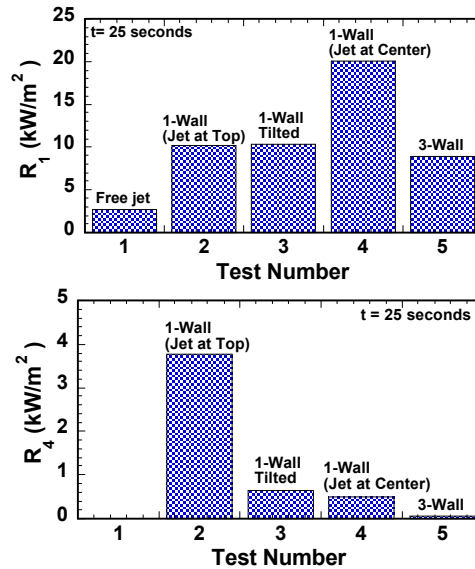 t= 25 seconds
1-Wall
(Jet at Center)
1-Wall
(Jet at Top)
1-Wall
Tilted
3-Wall
Free jet
R1 (kW/m2)
25
20
15
10
5
0
1 2 3 4 5
Test Number
t = 25 seconds
1-Wall
(Jet at Top)
1-Wall
Tilted
1-Wall
(Jet at Center)
3-Wall
R4 (kW/m2)
5
4
3
2
1
0
1 2 3 4 5
Test Number